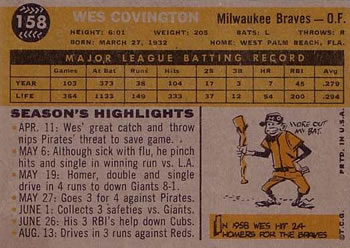 158
WES COVINGTON
Milwaukee Braves—O.F.
HEIGHT: 6:01 WEIGHT: 205 BATS: L THROWS: R
BORN: MARCH 27, 1932 HOME: WEST PALM BEACH, FLA.
MAJOR LEAGUE BATTING RECORD
Games At Bat Runs Hits 2B 3B HR RBI Avg.
YEAR 103 373 38 104 17 3 7 45 .279
LIFE 364 1133 149 333 37 12 54 200 .294
SEASON'S HIGHLIGHTS
APR. 11: Wes' great catch and throw
nips Pirates' threat to save game.
MAY 6: Although sick with flu, he pinch
hits and single in winning run vs. L.A.
MAY 19: Homer, double and single
drive in 4 runs to down Giants 8-1.
MAY 27: Goes 3 for 4 against Pirates.
JUNE 1: Collects 3 safeties vs. Giants.
JUNE 26: His 3 RBI's help down Cubs.
AUG. 13: Drives in 3 runs against Reds.
I WORE OUT
MY BAT.
IN 1958 WES HIT 24
HOMERS FOR THE BRAVES
© T.C.G. PRTD. IN U.S.A.